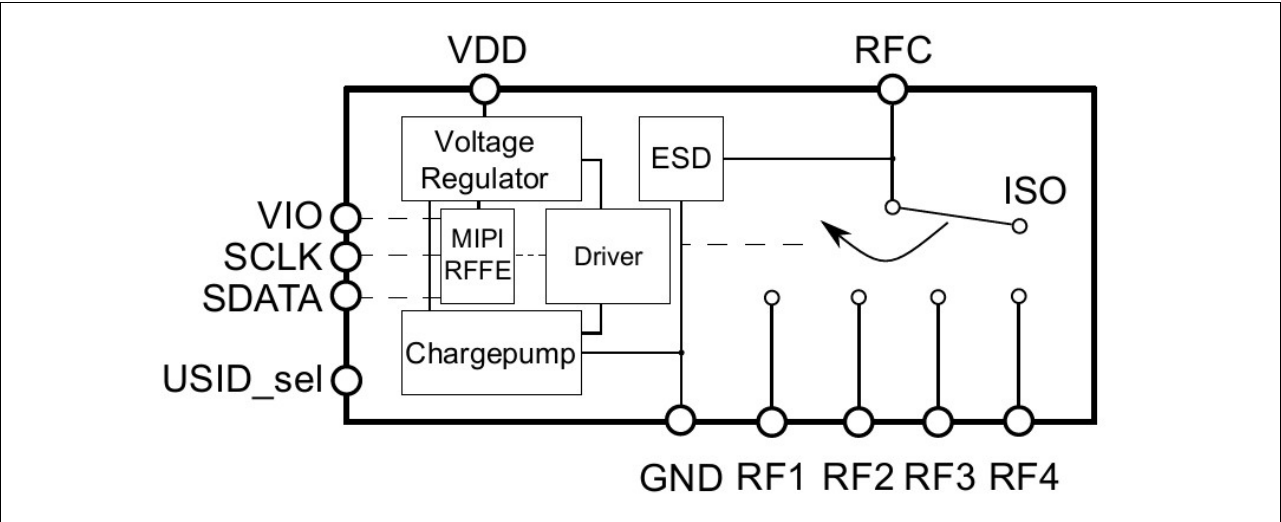 VDD
RFC
Voltage
Regulator
ESD
ISO
VIO
SCLK
SDATA
MIPI
RFFE
Driver
Chargepump
USID_sel
GND RF1 RF2 RF3 RF4